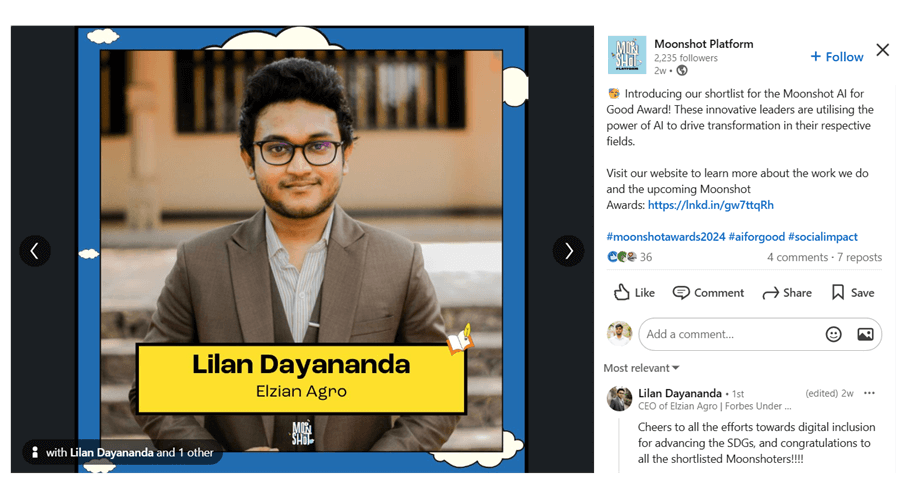 Lilan Dayananda
Elzian Agro
MOONSHOT
with Lilan Dayananda and 1 other
MOONSHOT
PLATFORM
Moonshot Platform
2,235 followers
2w •
+ Follow
Introducing our shortlist for the Moonshot AI for
Good Award! These innovative leaders are utilising the
power of AI to drive transformation in their respective
fields.
Visit our website to learn more about the work we do
and the upcoming Moonshot
Awards: https://lnkd.in/gw7ttqRh
#moonshotawards2024 #aiforgood #socialimpact
36
4 comments · 7 reposts
Like
Comment
Share
Save
Add a comment...
Most relevant
Lilan Dayananda • 1st
(edited) 2w
CEO of Elzian Agro | Forbes Under ...
Cheers to all the efforts towards digital inclusion
for advancing the SDGs, and congratulations to
all the shortlisted Moonshoters!!!!